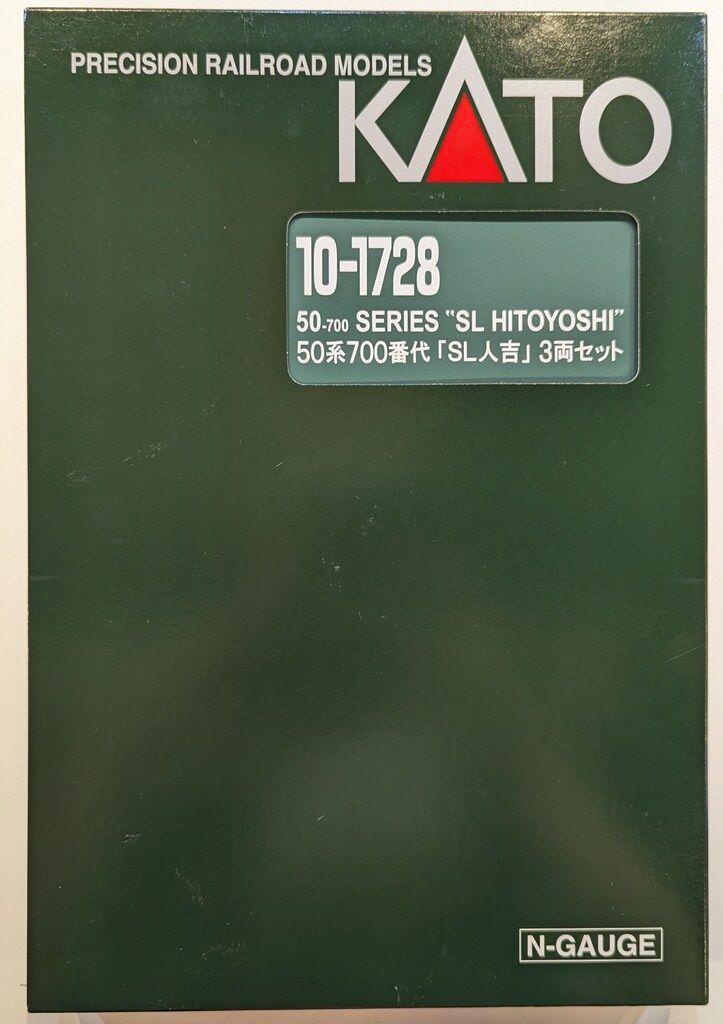 PRECISION RAILROAD MODELS
KATO
10-1728
50-700 SERIES "SL HITOYOSHI"
50系700番代「SL人吉」3両セット
N-GAUGE